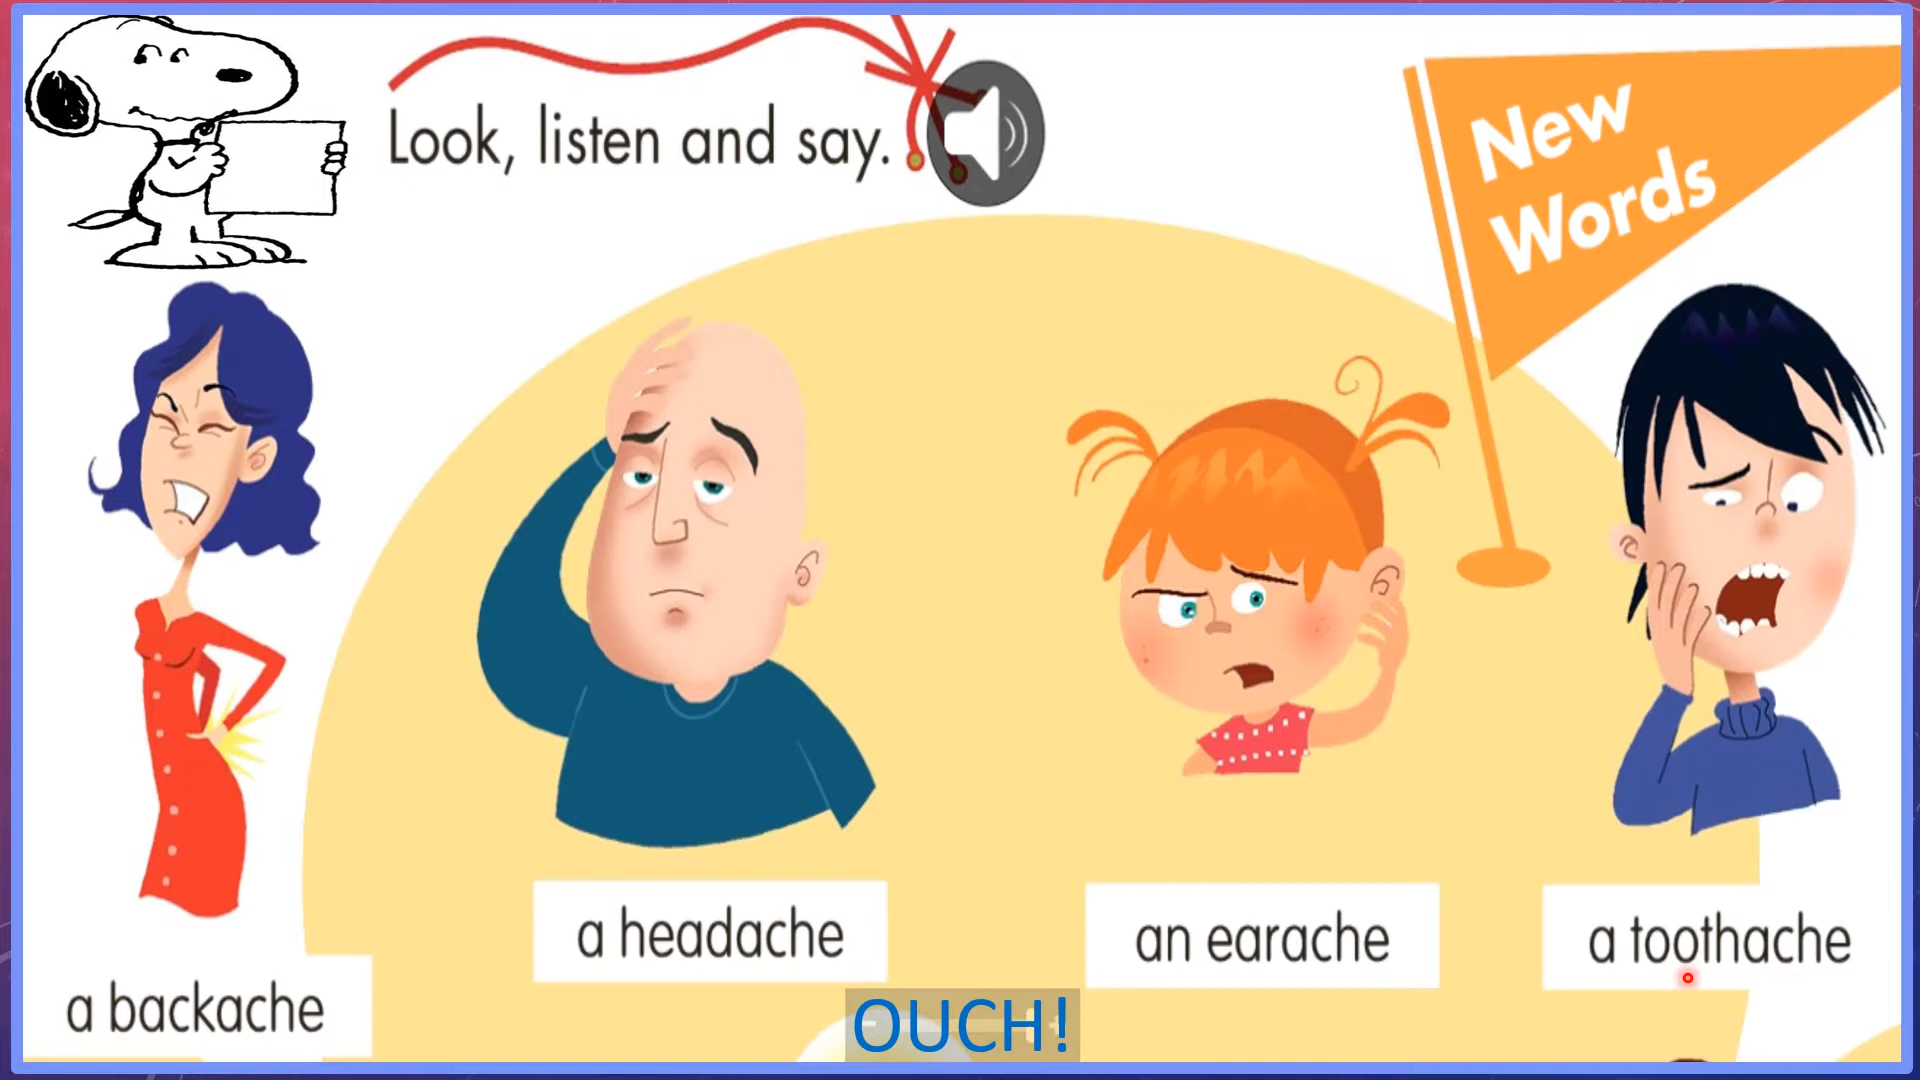 Look, listen and say.
New
Words
a headache
an earache
a toothache
a backache
OUCH!